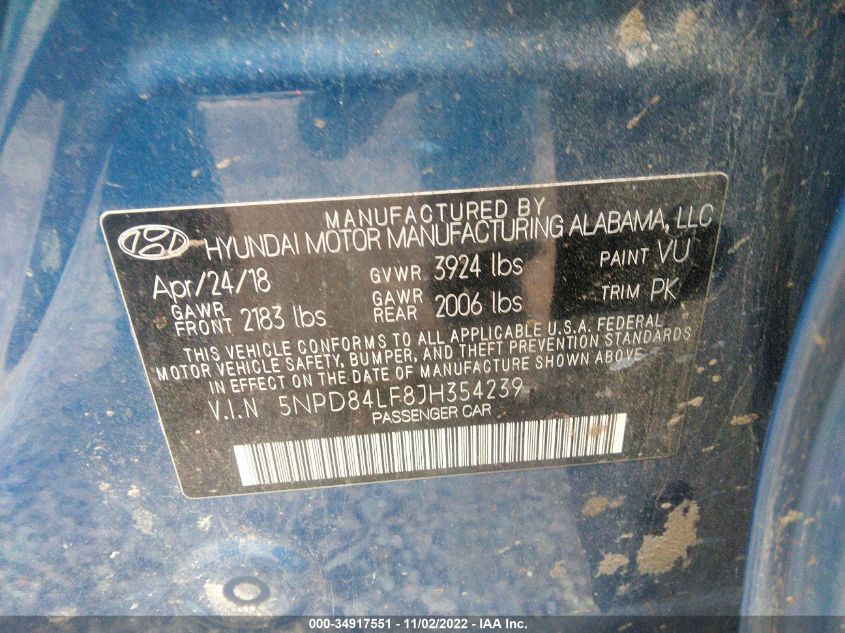 MANUFACTURED BY
HYUNDAI MOTOR MANUFACTURING ALABAMA, LLC
Apr/24/18 GVWR 3924 lbs PAINT VU
GAWR FRONT 2183 lbs GAWR REAR 2006 lbs TRIM PK
THIS VEHICLE CONFORMS TO ALL APPLICABLE U.S.A. FEDERAL
MOTOR VEHICLE SAFETY, BUMPER, AND THEFT PREVENTION STANDARDS
IN EFFECT ON THE DATE OF MANUFACTURE SHOWN ABOVE.
V.I.N 5NPD84LF8JH354239
PASSENGER CAR
000-34917551 - 11/02/2022 - IAA Inc.